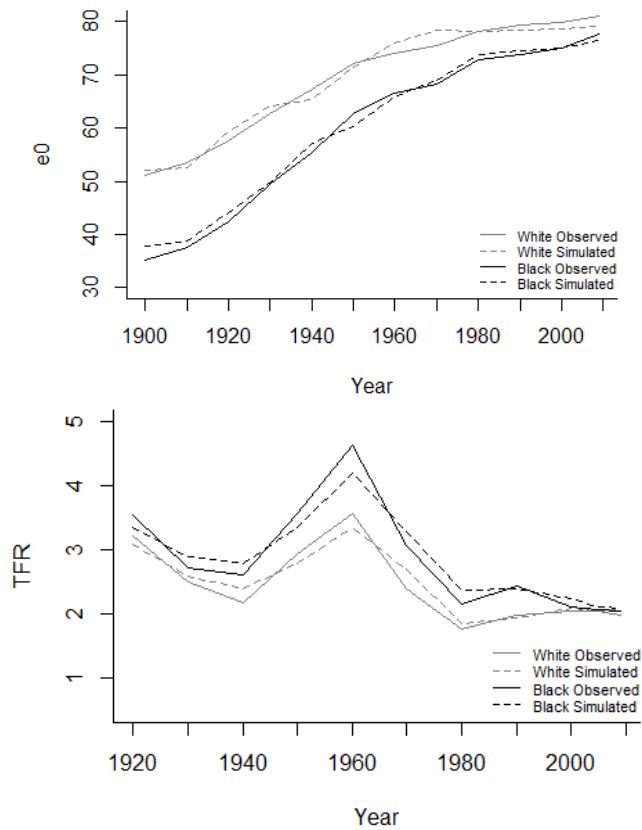 e0
80
70
60
50
40
30
White Observed
White Simulated
Black Observed
Black Simulated
1900 1920 1940 1960 1980 2000
Year
TFR
5
4
3
2
1
White Observed
White Simulated
Black Observed
Black Simulated
1920 1940 1960 1980 2000
Year